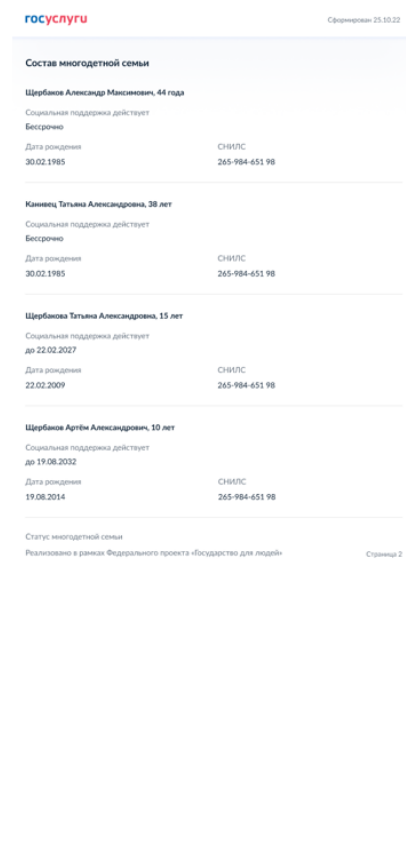 госуслуги
Сформирован 25.10.22
Состав многодетной семьи
Щербаков Александр Максимович, 44 года
Социальная поддержка действует
Бессрочно
Дата рождения СНИЛС
30.02.1985 265-984-651 98
Канивец Татьяна Александровна, 38 лет
Социальная поддержка действует
Бессрочно
Дата рождения СНИЛС
30.02.1985 265-984-651 98
Щербакова Татьяна Александровна, 15 лет
Социальная поддержка действует
до 22.02.2027
Дата рождения СНИЛС
22.02.2009 265-984-651 98
Щербаков Артём Александрович, 10 лет
Социальная поддержка действует
до 19.08.2032
Дата рождения СНИЛС
19.08.2014 265-984-651 98
Статус многодетной семьи
Реализовано в рамках Федерального проекта «Государство для людей» Страница 2